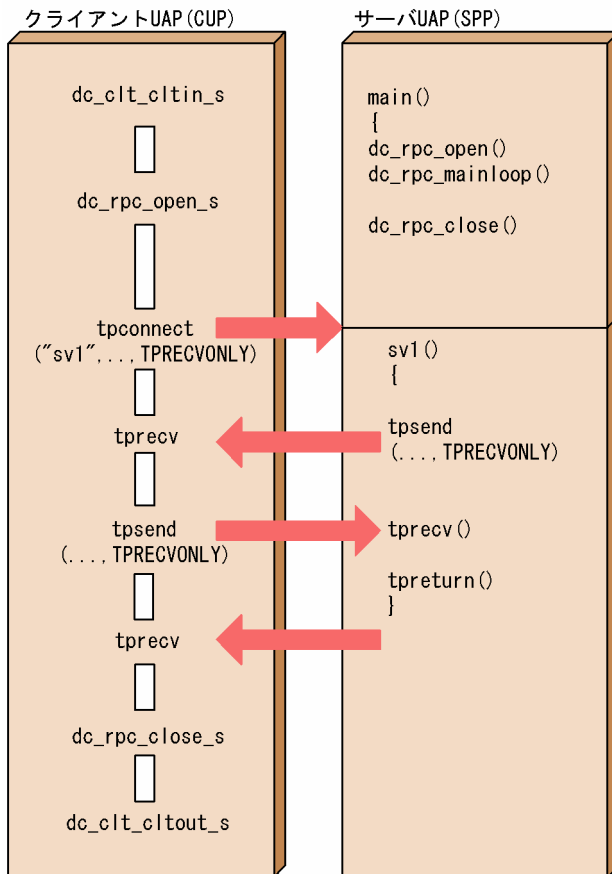 クライアントUAP(CUP)
dc_clt_cltin_s
dc_rpc_open_s
tpconnect
("sv1",..., TPRECVONLY)
tprecv
tpsend
(..., TPRECVONLY)
tprecv
dc_rpc_close_s
dc_clt_cltout_s
サーバUAP(SPP)
main()
{
dc_rpc_open()
dc_rpc_mainloop()
dc_rpc_close()
sv1()
{
tpsend
(..., TPRECVONLY)
tprecv()
tpreturn()
}